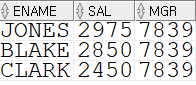 ENAME SAL MGR
JONES 2975 7839
BLAKE 2850 7839
CLARK 2450 7839